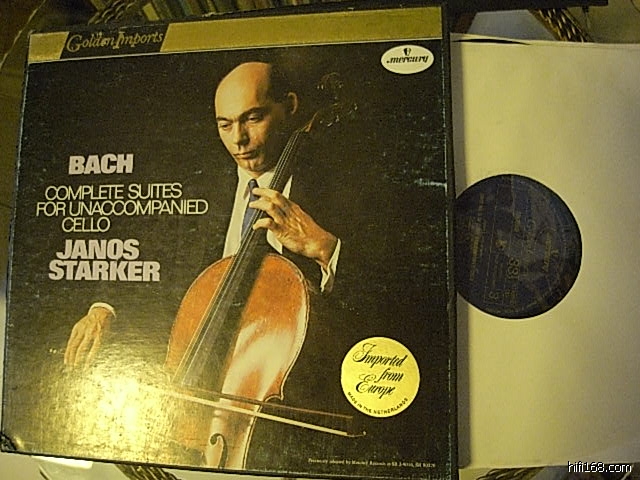 Golden Imports
mercury
BACH
COMPLETE SUITES
FOR UNACCOMPANIED
CELLO
JANOS
STARKER
Imported
from
Europe
MADE IN THE NETHERLANDS
hifi168.com